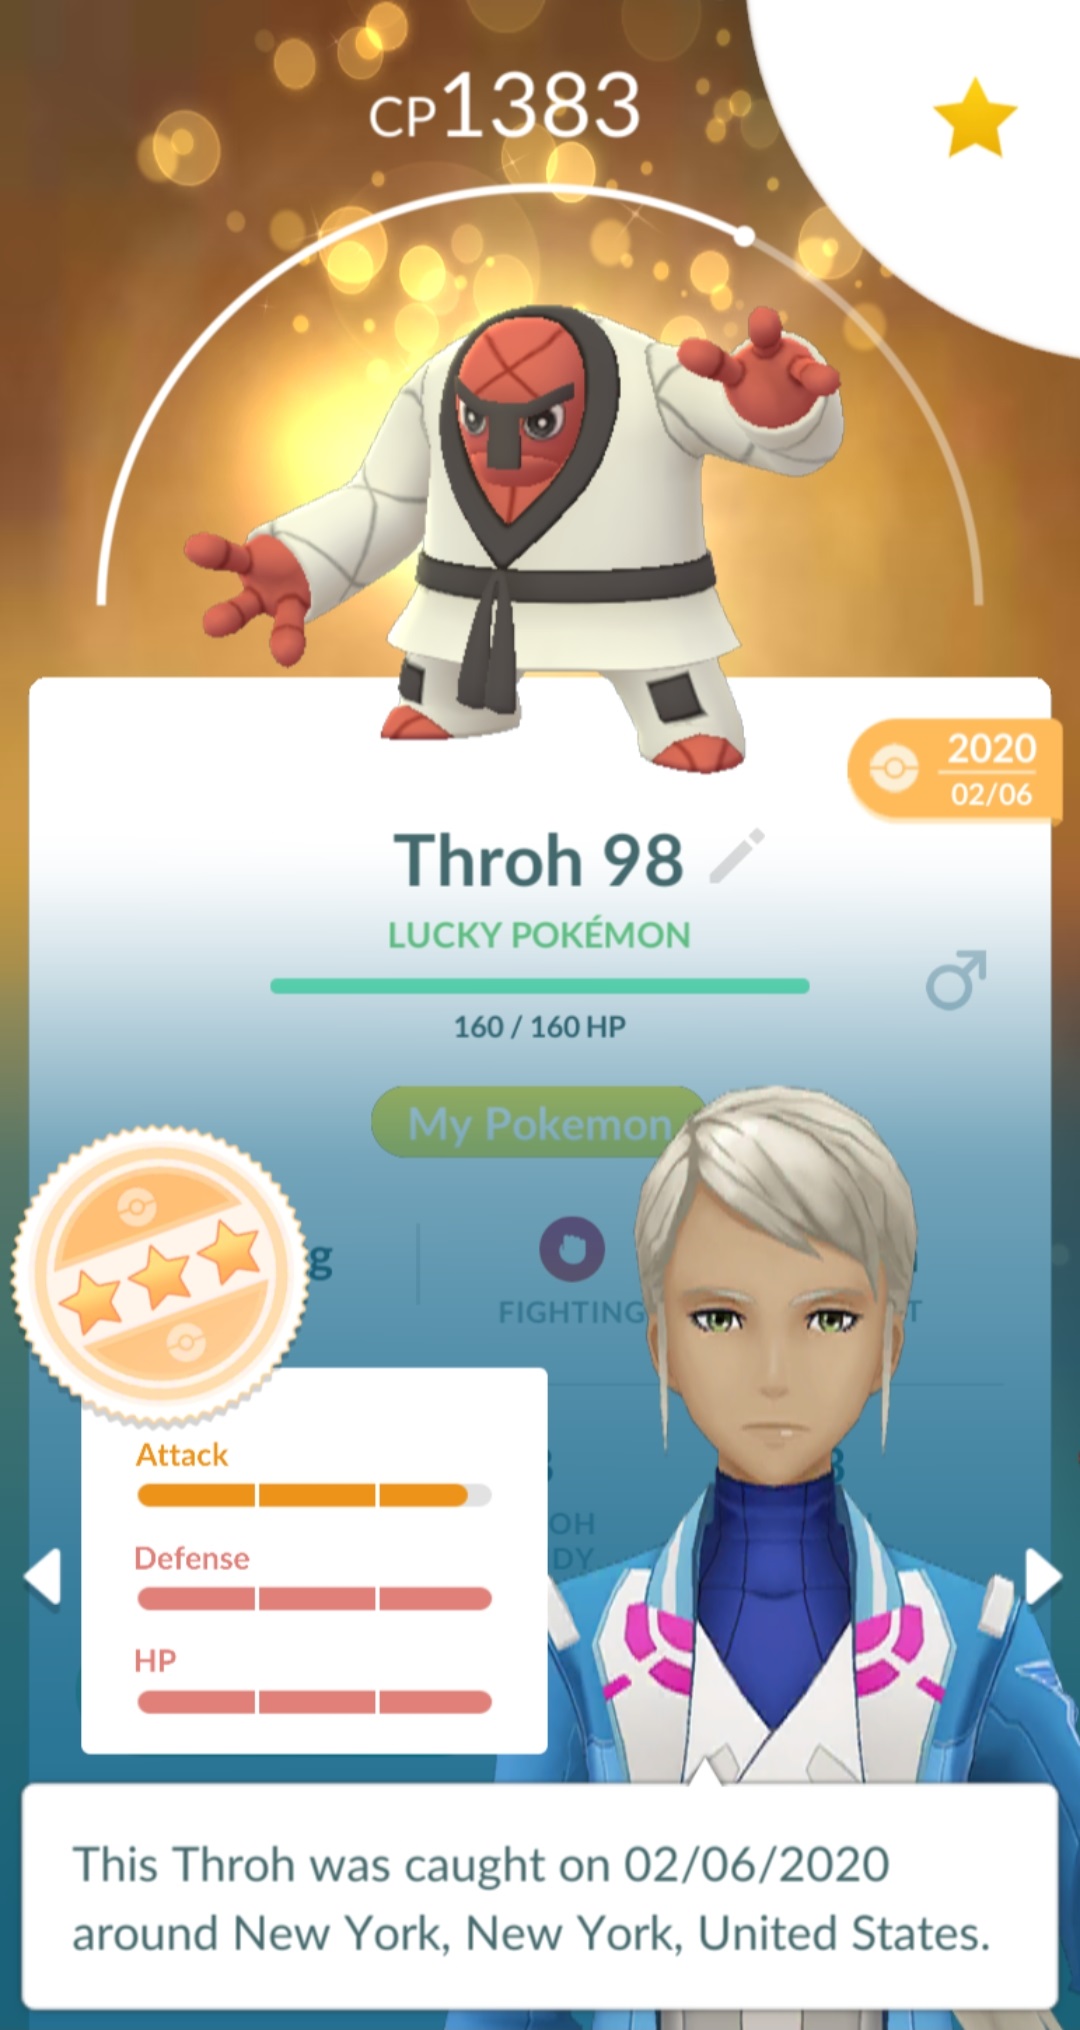 CP1383
2020
02/06
Throh 98
LUCKY POKÉMON
160 / 160 HP
My Pokemon
g
FIGHTING
T
Attack
OH
Defense
DY
HP
This Throh was caught on 02/06/2020
around New York, New York, United States.